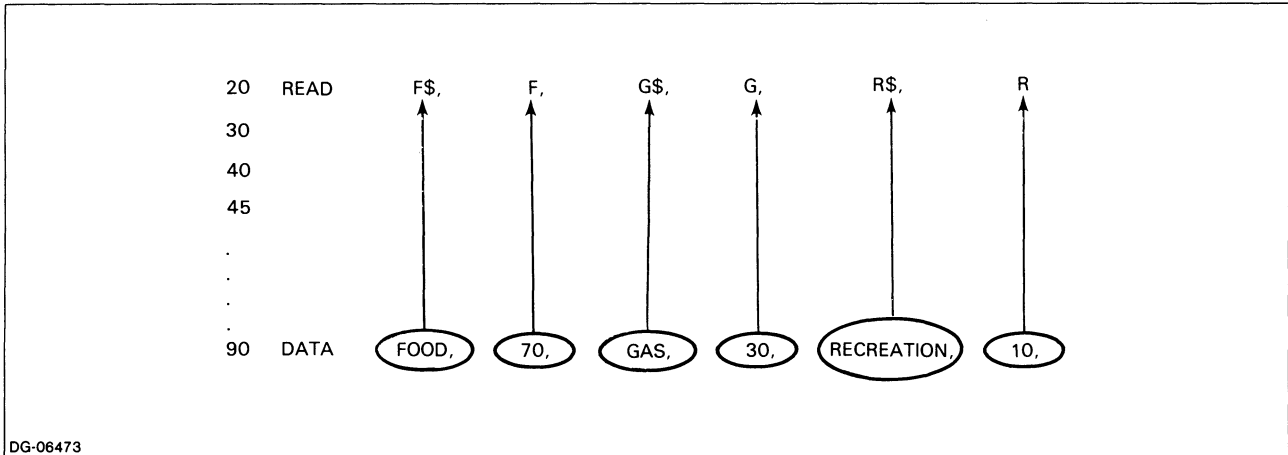 20 READ F$, F, G$, G, R$, R
30
40
45
.
.
.
.
90 DATA FOOD, 70, GAS, 30, RECREATION, 10,
DG-06473